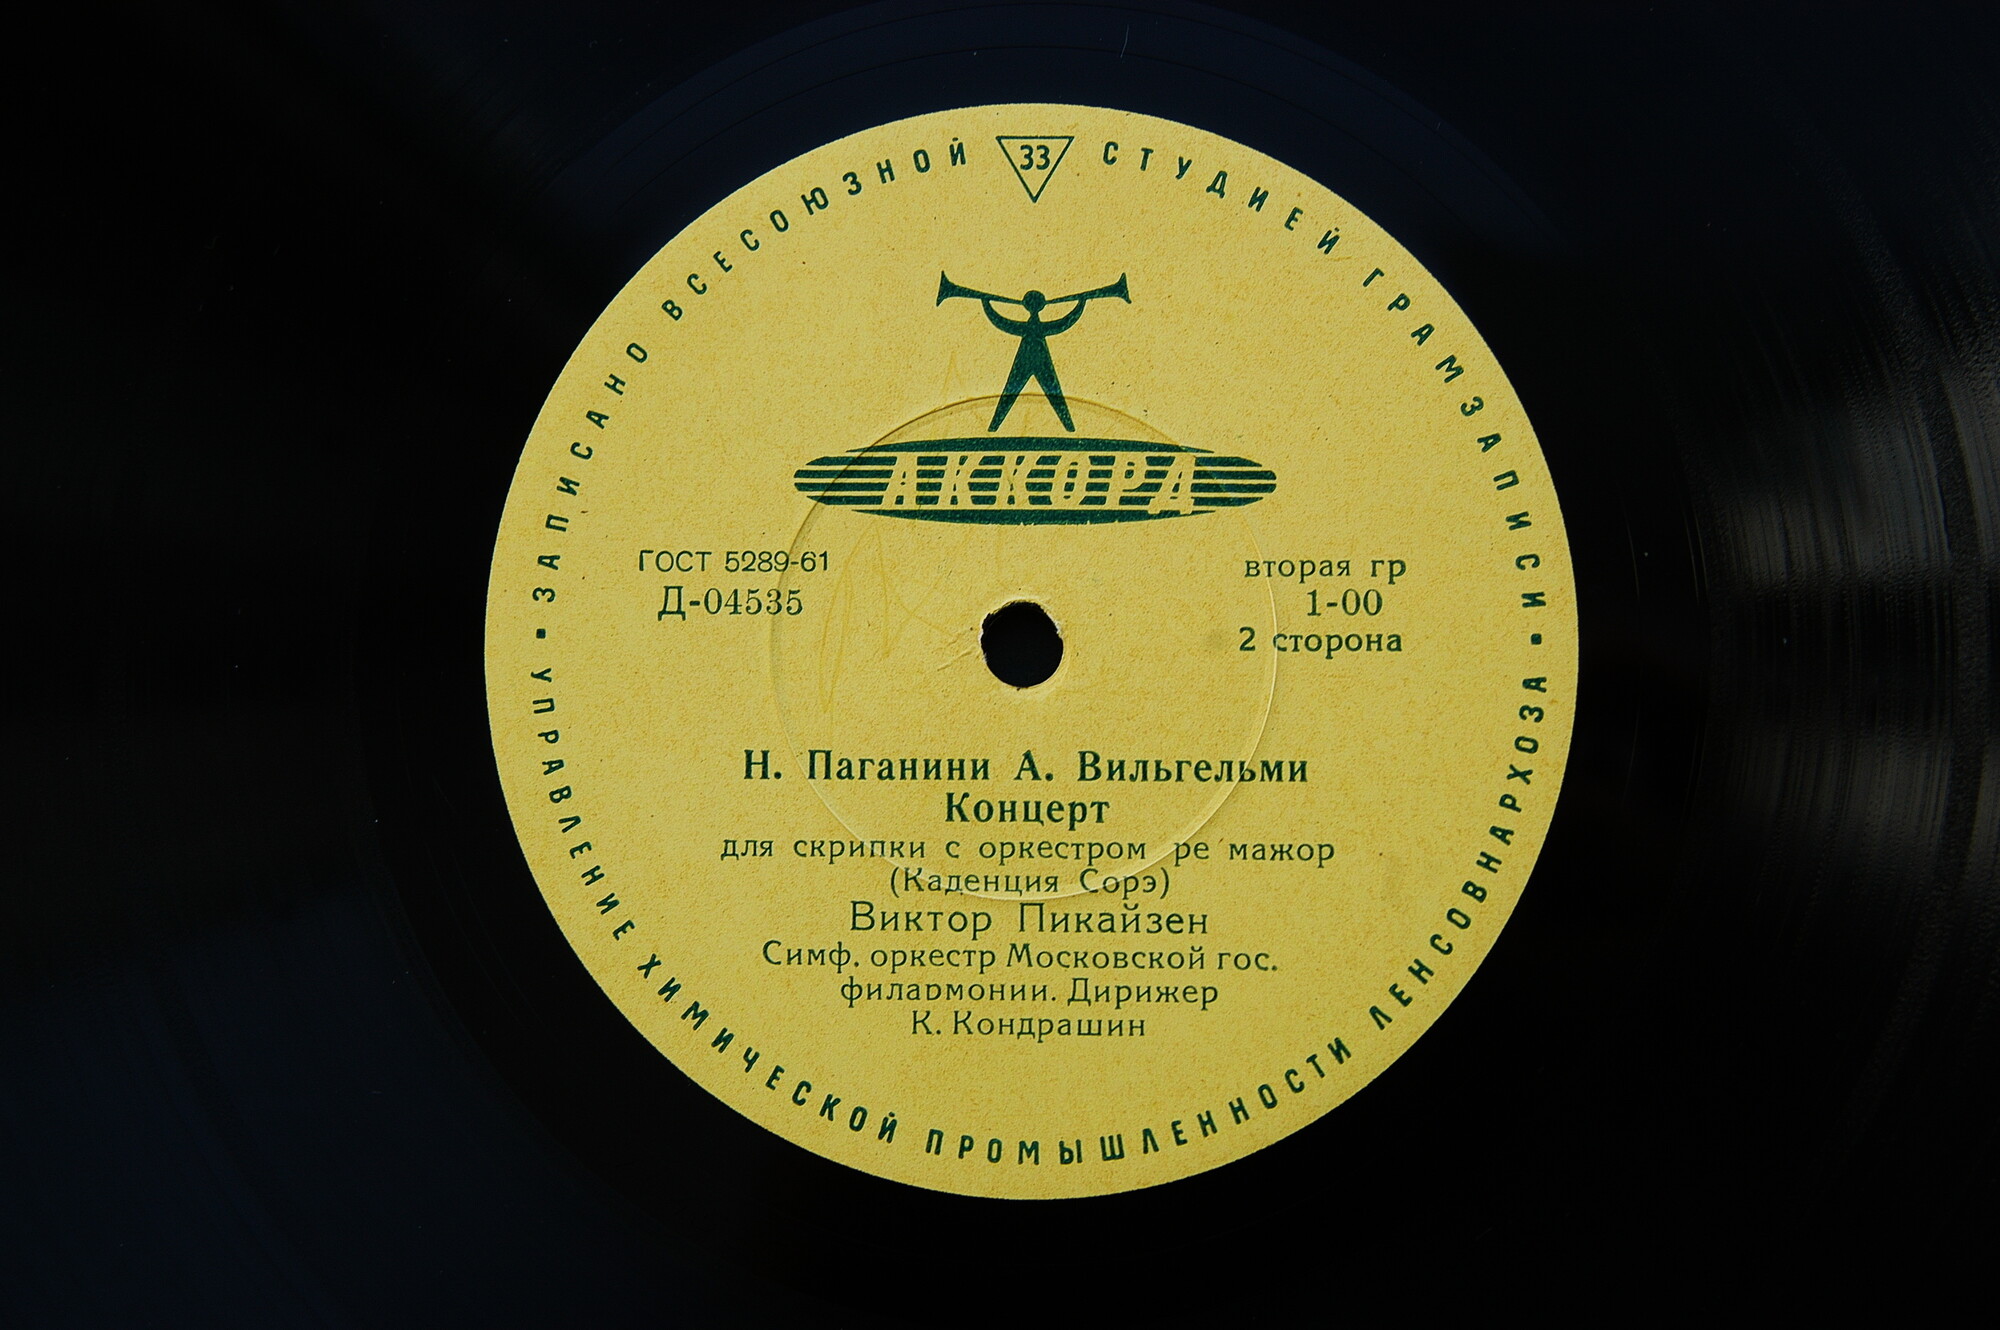 ЗАПИСАНО ВСЕСОЮЗНОЙ 33 СТУДИЕЙ ГРАМЗАПИСИ
АККОРД
ГОСТ 5289-61
Д-04535
вторая гр
1-00
2 сторона
Н. Паганини А. Вильгельми
Концерт
для скрипки с оркестром ре мажор
(Каденция Сорэ)
Виктор Пикайзен
Симф. оркестр Московской гос.
филармонии. Дирижер
К. Кондрашин
УПРАВЛЕНИЕ ХИМИЧЕСКОЙ ПРОМЫШЛЕННОСТИ ЛЕНСОВНАРХОЗА